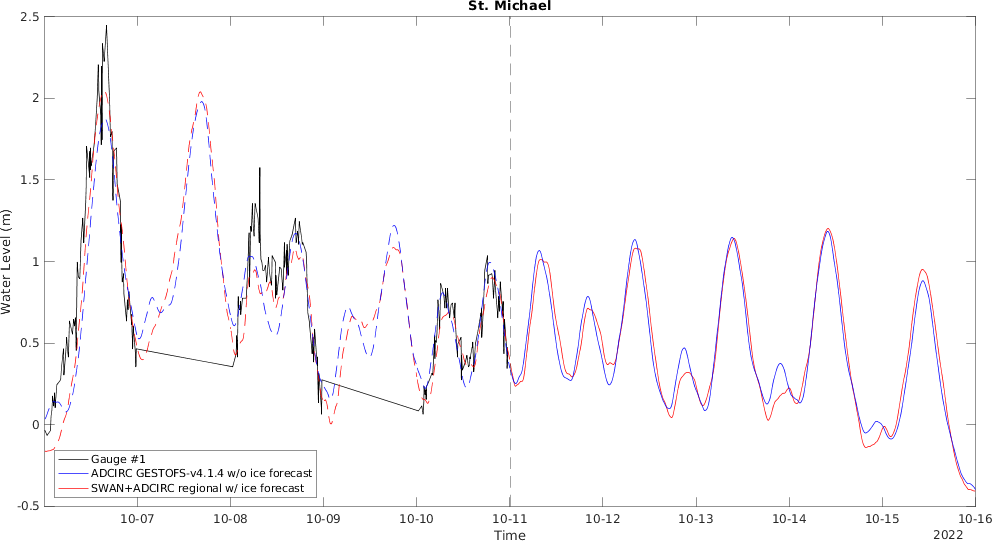 St. Michael
2.5
2
1.5
1
0.5
0
-0.5
Water Level (m)
Gauge #1
ADCIRC GESTOFS-v4.1.4 w/o ice forecast
SWAN+ADCIRC regional w/ ice forecast
10-07 10-08 10-09 10-10 10-11 10-12 10-13 10-14 10-15 10-16
Time
2022